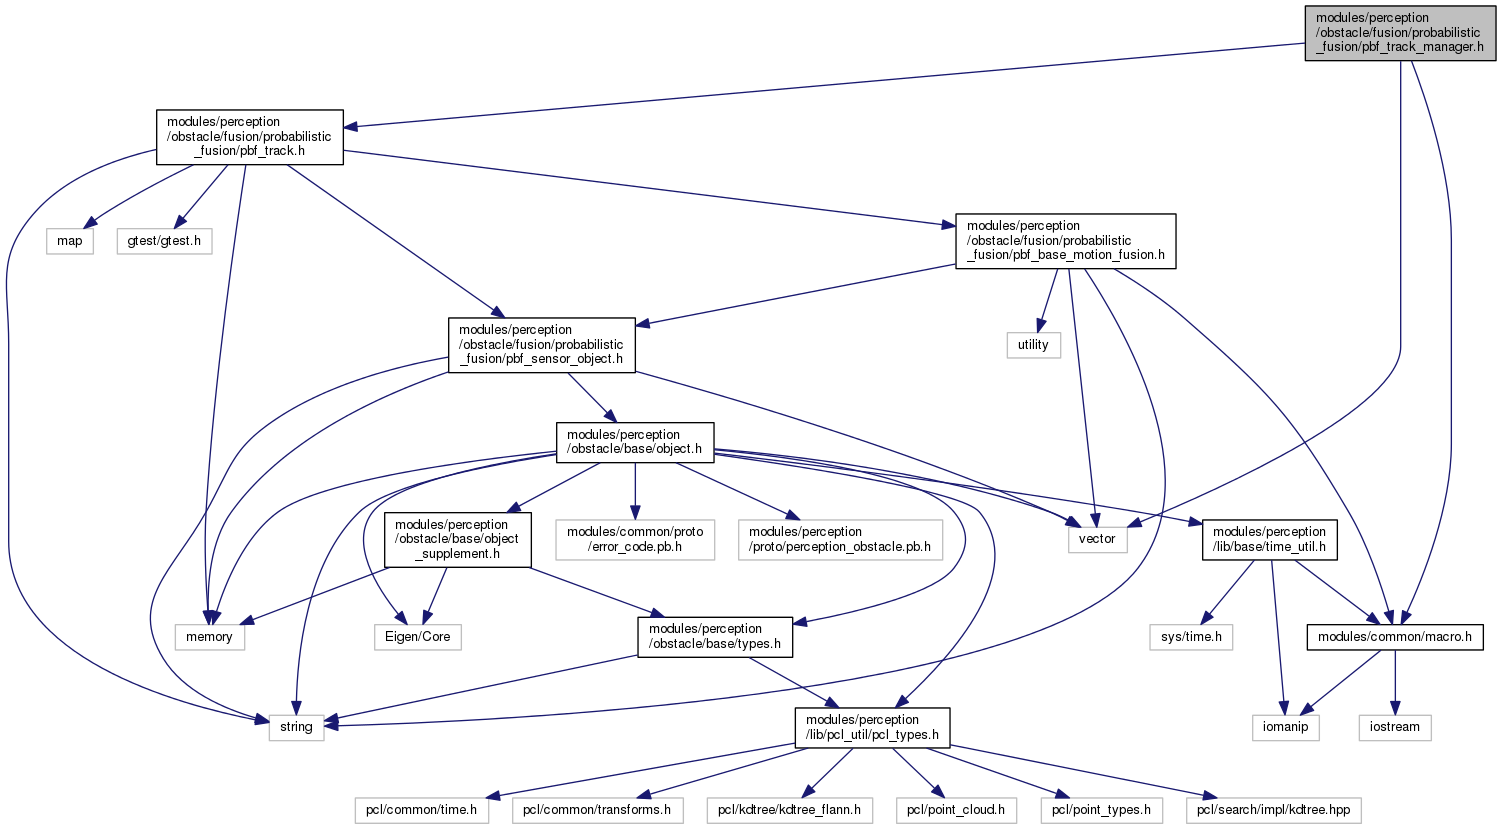 modules/perception
/obstacle/fusion/probabilistic
_fusion/pbf_track_manager.h
modules/perception
/obstacle/fusion/probabilistic
_fusion/pbf_track.h
map
gtest/gtest.h
modules/perception
/obstacle/fusion/probabilistic
_fusion/pbf_base_motion_fusion.h
modules/perception
/obstacle/fusion/probabilistic
_fusion/pbf_sensor_object.h
utility
modules/perception
/obstacle/base/object.h
modules/perception
/obstacle/base/object
_supplement.h
modules/common/proto
/error_code.pb.h
modules/perception
/proto/perception_obstacle.pb.h
vector
modules/perception
/lib/base/time_util.h
memory
Eigen/Core
modules/perception
/obstacle/base/types.h
sys/time.h
modules/common/macro.h
string
modules/perception
/lib/pcl_util/pcl_types.h
iomanip
iostream
pcl/common/time.h
pcl/common/transforms.h
pcl/kdtree/kdtree_flann.h
pcl/point_cloud.h
pcl/point_types.h
pcl/search/impl/kdtree.hpp